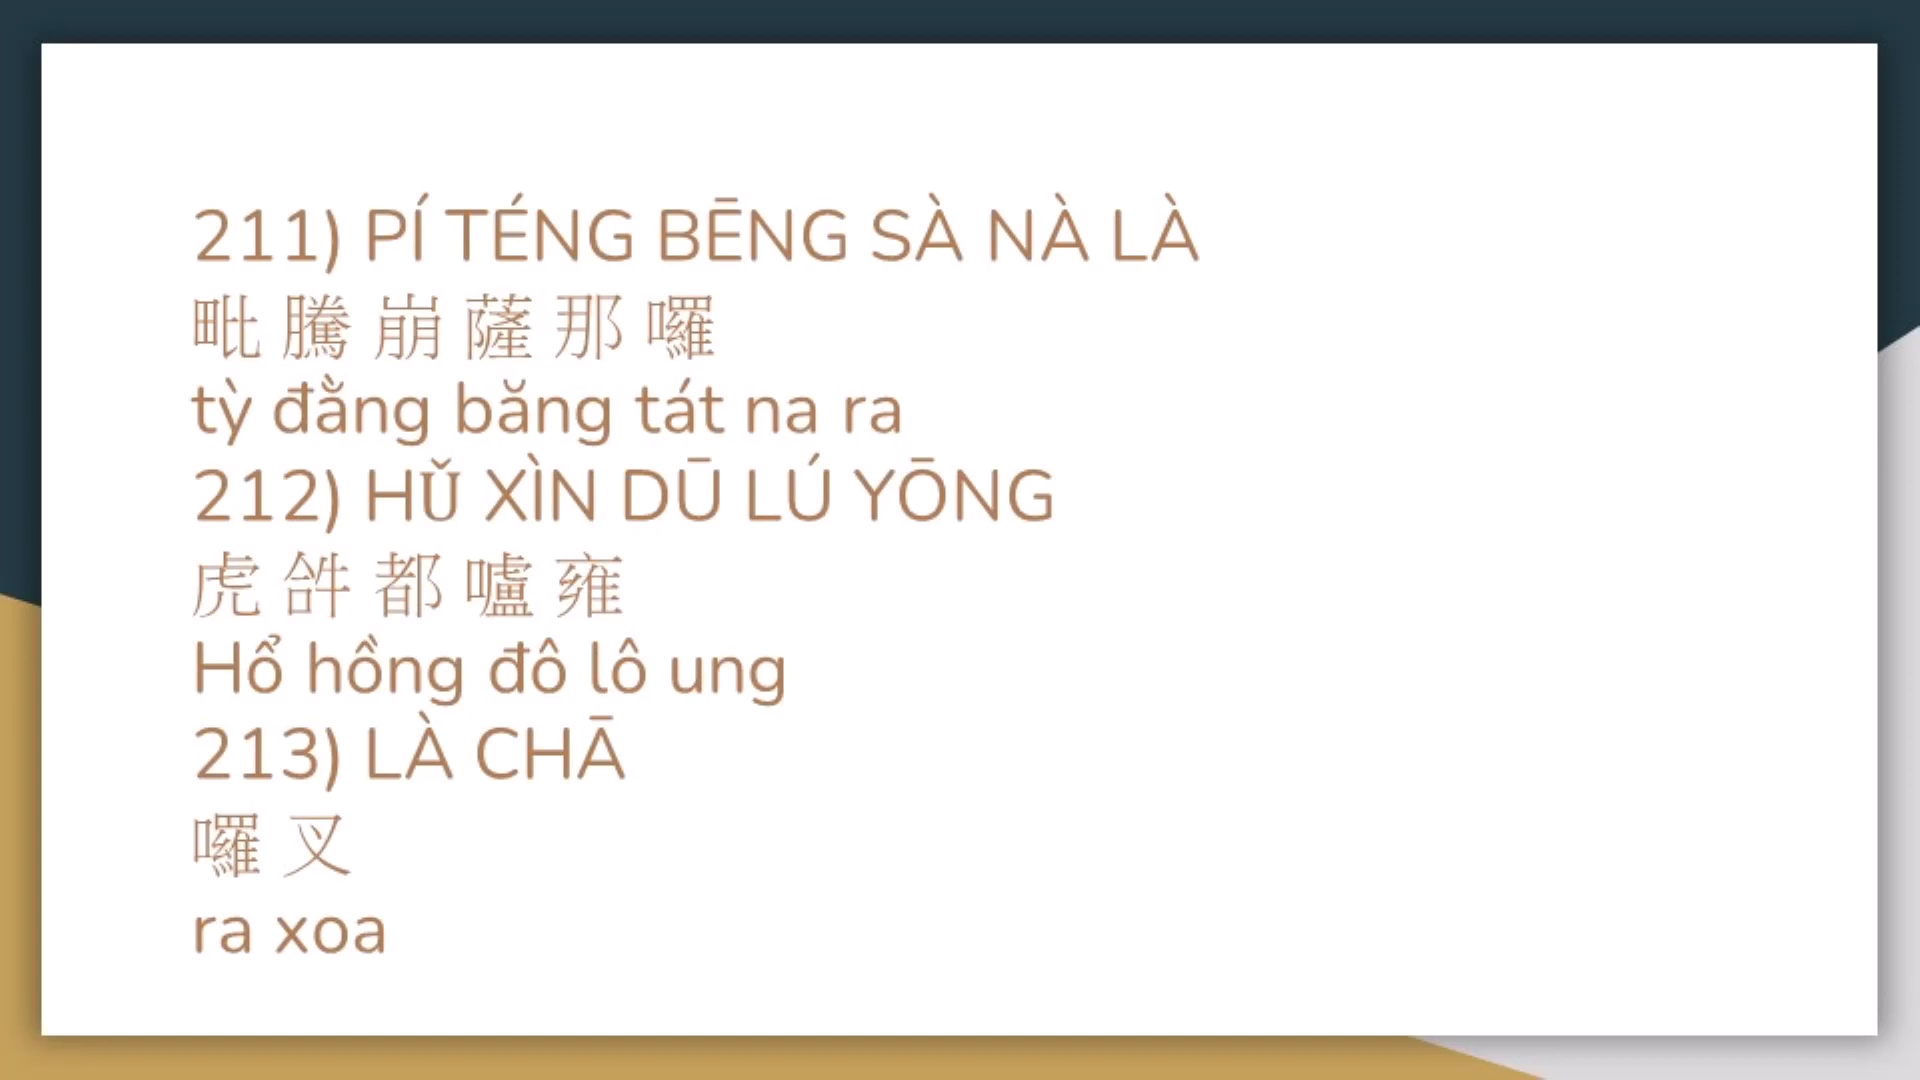 211) PÍ TÉNG BĒNG SÀ NÀ LÀ
毗 騰 崩 薩 那 囉
tỳ đằng băng tát na ra
212) HǓ XÌN DŪ LÚ YŌNG
虎 𤙖 都 嚧 雍
Hổ hồng đô lô ung
213) LÀ CHĀ
囉 叉
ra xoa